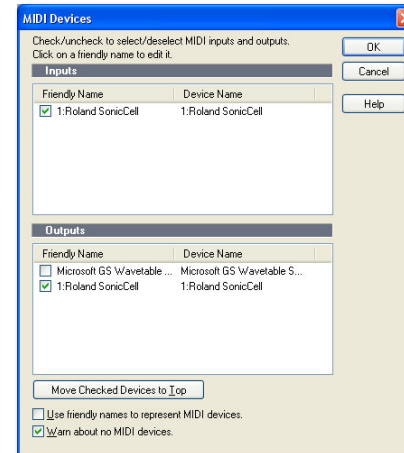 MIDI Devices
Check/uncheck to select/deselect MIDI inputs and outputs.
Click on a friendly name to edit it.
OK
Cancel
Help
Inputs
Friendly Name Device Name
1:Roland SonicCell 1:Roland SonicCell
Outputs
Friendly Name Device Name
Microsoft GS Wavetable ... Microsoft GS Wavetable S...
1:Roland SonicCell 1:Roland SonicCell
Move Checked Devices to Top
Use friendly names to represent MIDI devices.
Warn about no MIDI devices.